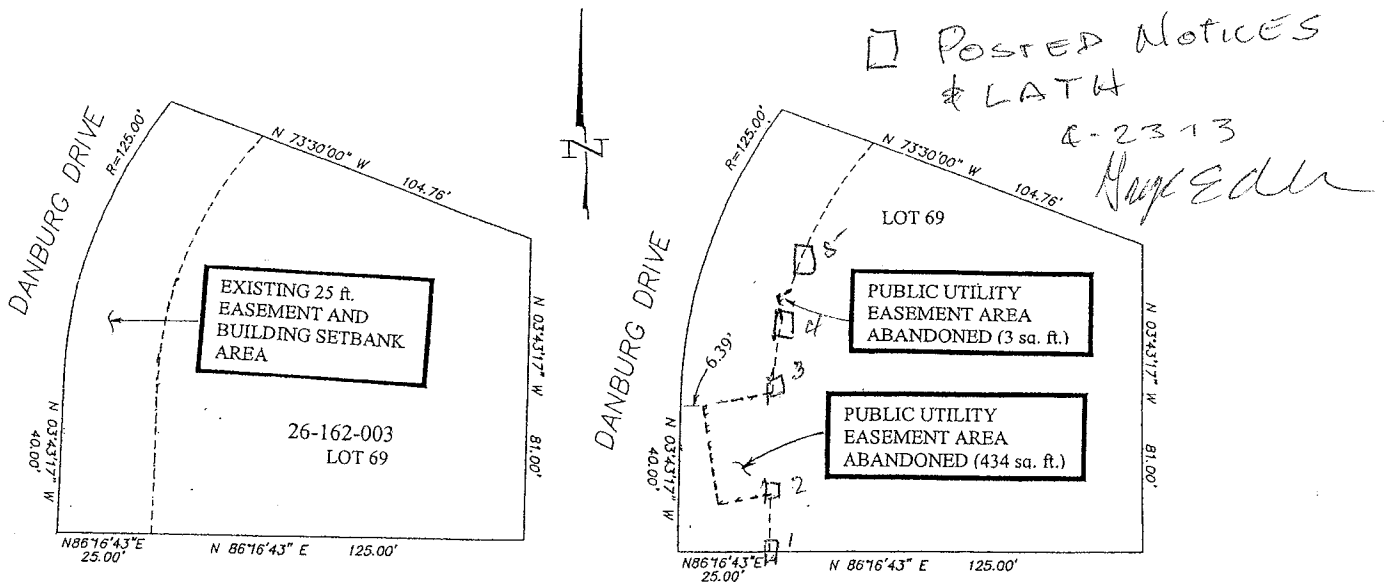 POSTED NOTICES
& LATH
DANBURG DRIVE
R=125.00'
N 73°30'00" W
104.76'
N
EXISTING 25 ft.
EASEMENT AND
BUILDING SETBANK
AREA
26-162-003
LOT 69
N 03°43'17" W
81.00'
N 03°43'17" W
40.00'
N86°16'43"E
25.00'
N 86°16'43" E 125.00'
DANBURG DRIVE
R=125.00'
N 73°30'00" W
104.76'
LOT 69
5
PUBLIC UTILITY
EASEMENT AREA
ABANDONED (3 sq. ft.)
4
6.39'
3
PUBLIC UTILITY
EASEMENT AREA
ABANDONED (434 sq. ft.)
2
1
N 03°43'17" W
81.00'
N 03°43'17" W
40.00'
N86°16'43"E
25.00'
N 86°16'43" E 125.00'